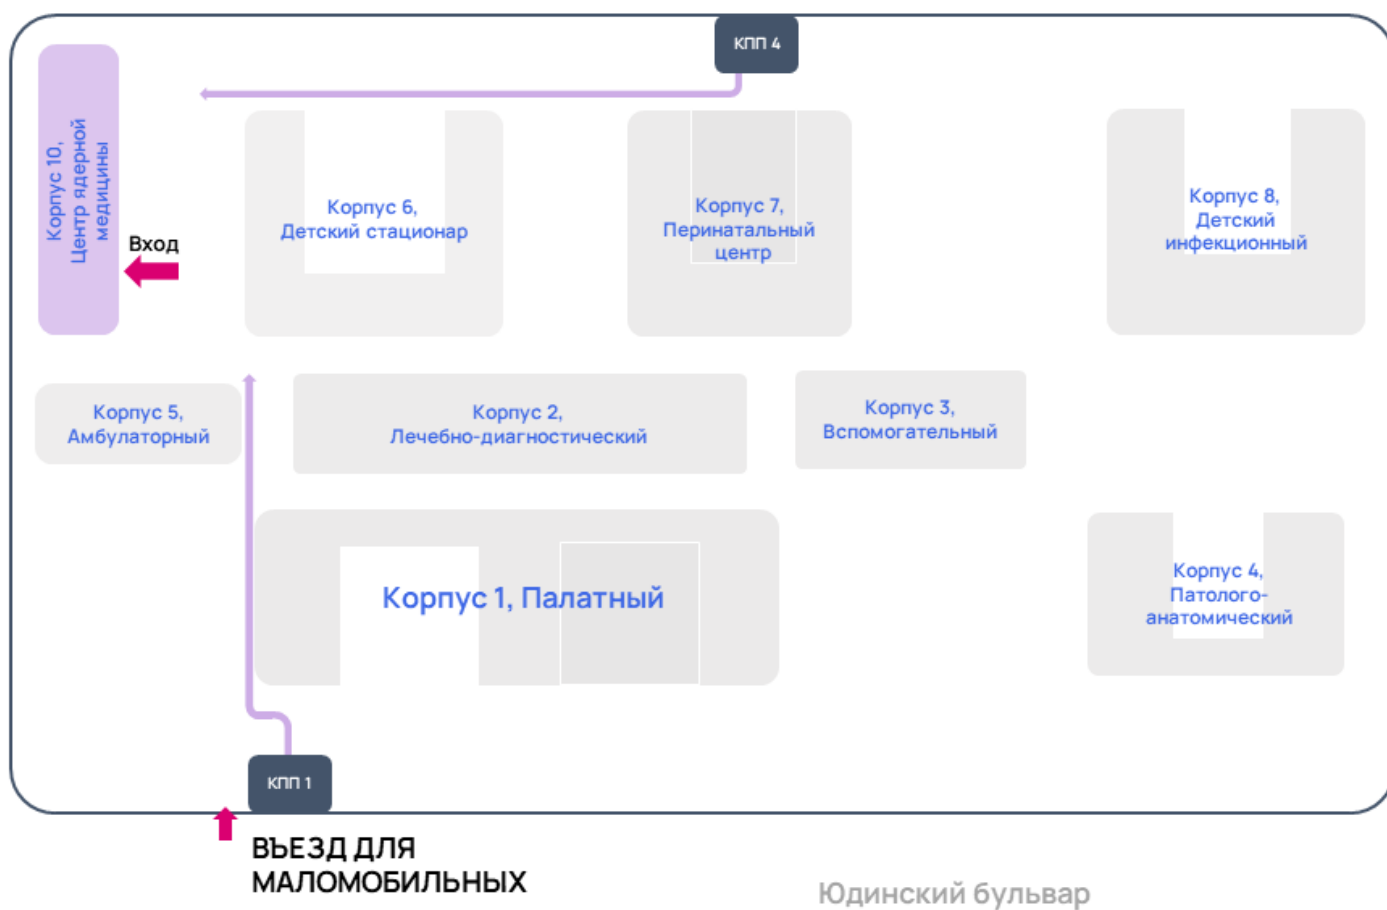 КПП 4
Корпус 10,
Центр ядерной
медицины
Вход
Корпус 6,
Детский стационар
Корпус 7,
Перинатальный
центр
Корпус 8,
Детский
инфекционный
Корпус 5,
Амбулаторный
Корпус 2,
Лечебно-диагностический
Корпус 3,
Вспомогательный
Корпус 1, Палатный
Корпус 4,
Патолого-
анатомический
КПП 1
ВЪЕЗД ДЛЯ
МАЛОМОБИЛЬНЫХ
Юдинский бульвар